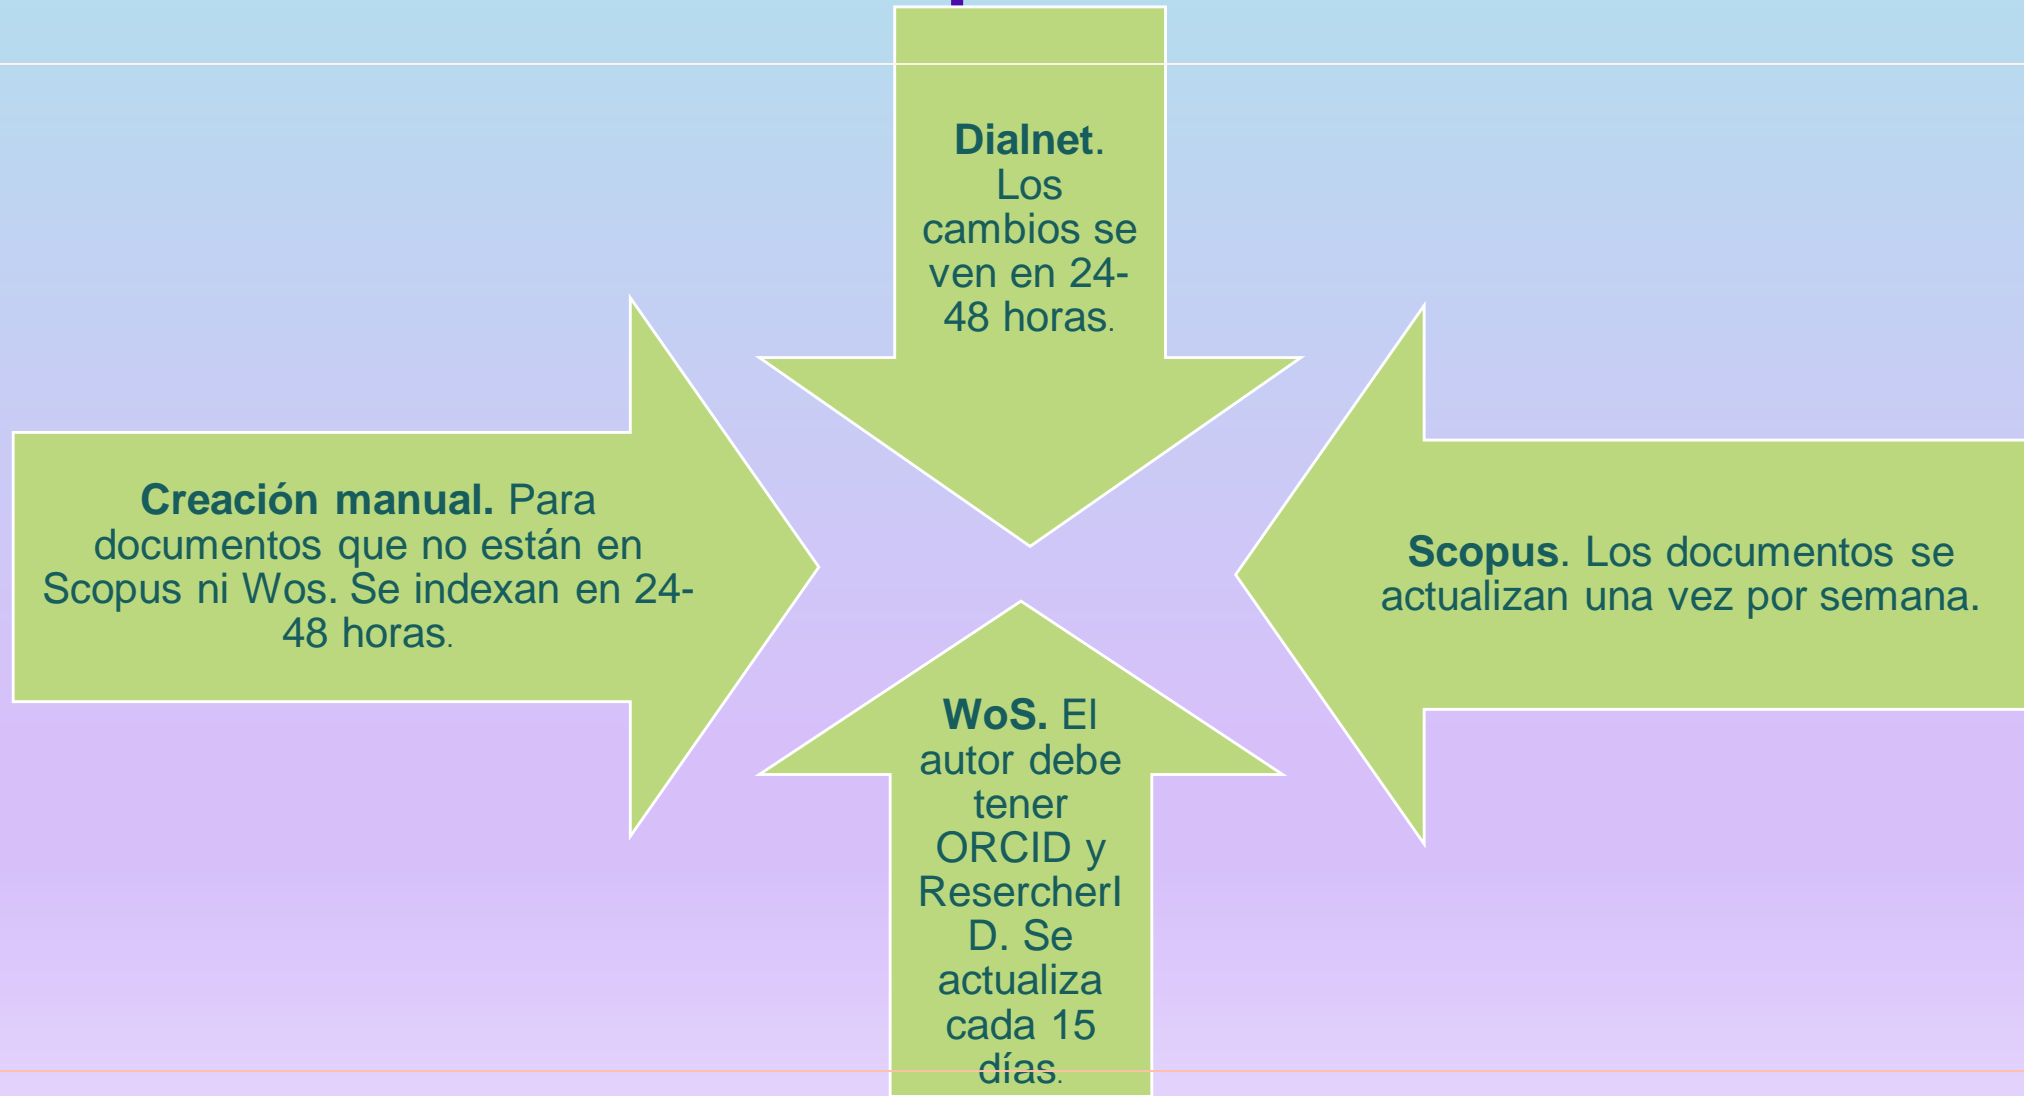 Dialnet.
Los
cambios se
ven en 24-
48 horas.
Creación manual. Para
documentos que no están en
Scopus ni Wos. Se indexan en 24-
48 horas.
Scopus. Los documentos se
actualizan una vez por semana.
WoS. El
autor debe
tener
ORCID y
ResercherI
D. Se
actualiza
cada 15
días.